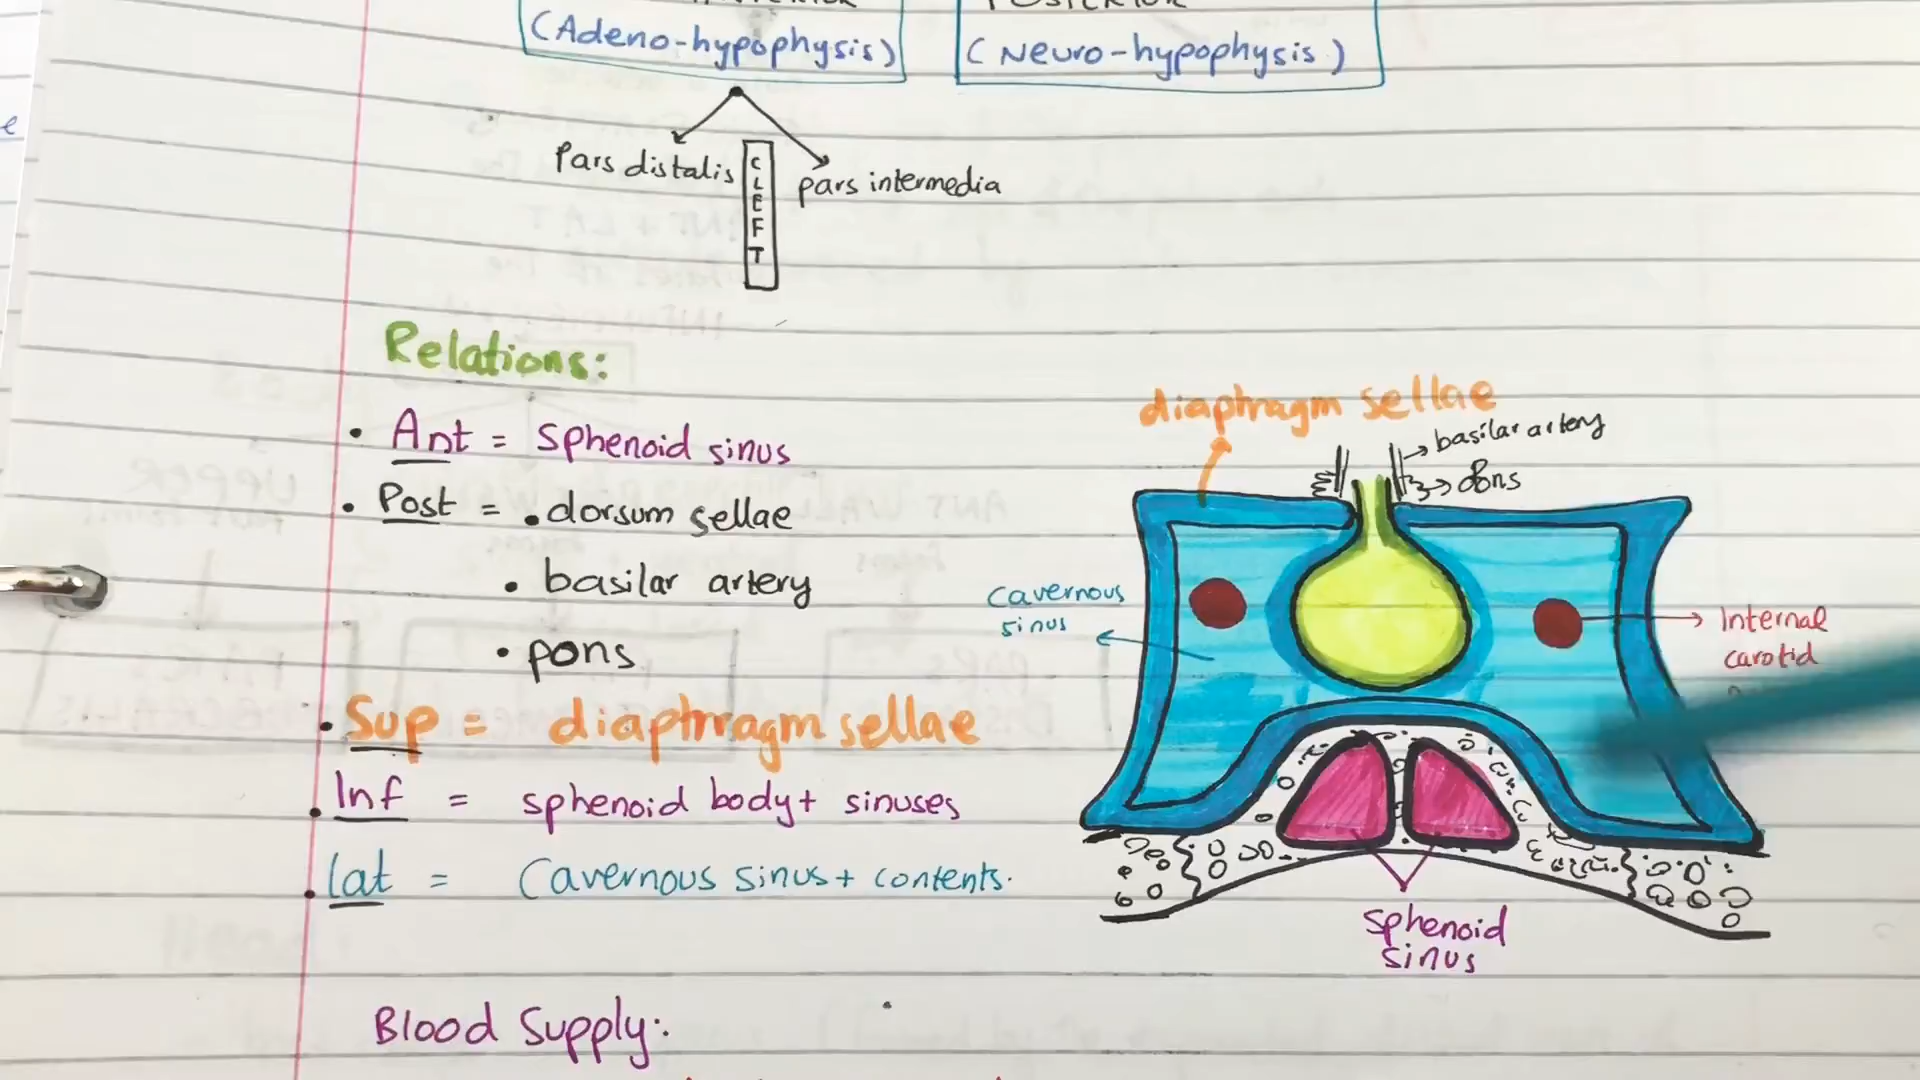 (Adeno-hypophysis)
POSTERIOR
(Neuro-hypophysis)
Pars distalis
CLEFT
pars intermedia
Relations:
• Ant = Sphenoid sinus
• Post = • dorsum sellae
• basilar artery
• pons
• Sup = diaphragm sellae
• Inf = sphenoid body + sinuses
• lat = Cavernous sinus + contents.
diaphragm sellae
basilar artery
Pons
Cavernous
sinus
Internal
carotid
Sphenoid
sinus
Blood Supply: